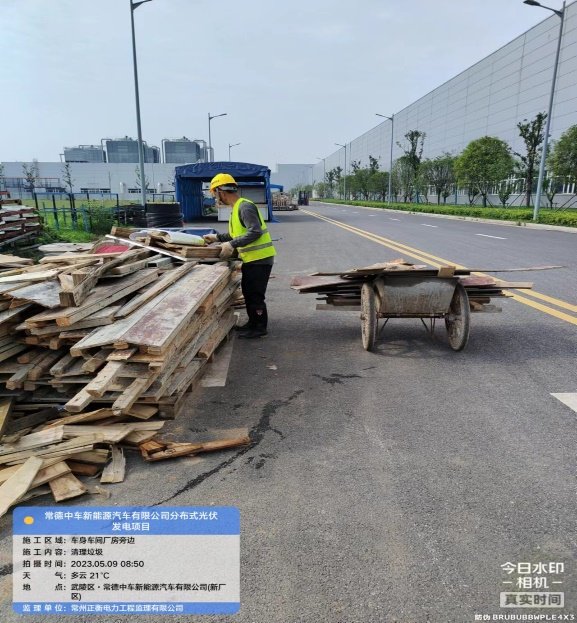 常德中车新能源汽车有限公司分布式光伏
发电项目
施工区域：车身车间厂房旁边
施工内容：清理垃圾
拍摄时间：2023.05.09 08:50
天气：多云 21℃
地点：武陵区·常德中车新能源汽车有限公司(新厂
区)
监理单位：常州正衡电力工程监理有限公司
今日水印
相机
真实时间
防伪 BRUBUBBWPLE4X3